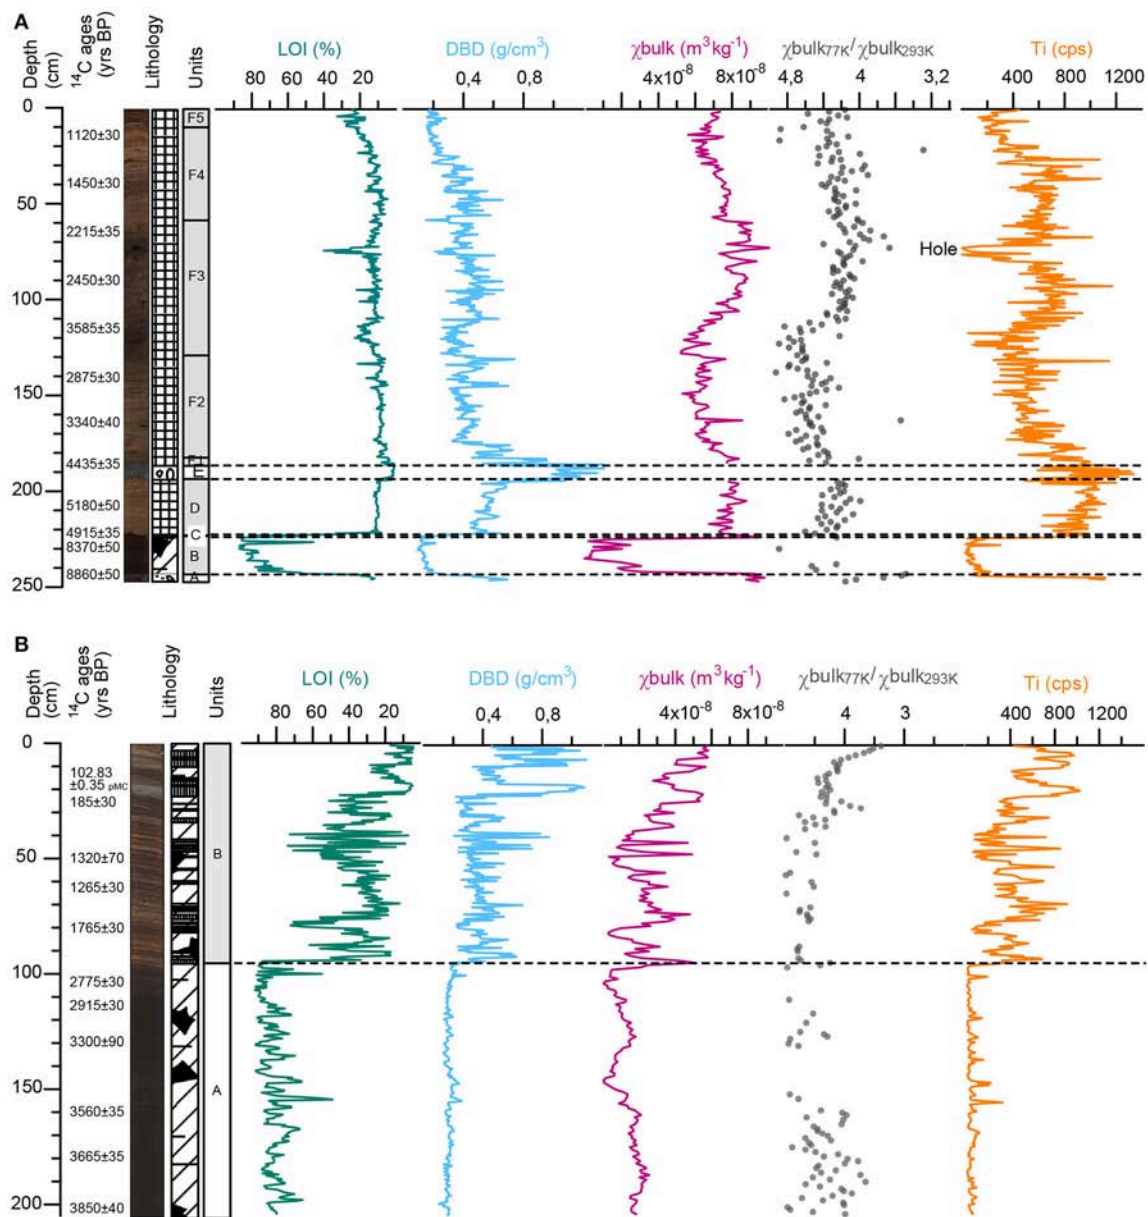 A
Depth (cm)
14C ages (yrs BP)
Lithology
Units
LOI (%)
DBD (g/cm3)
χbulk (m3kg-1)
χbulk77K/χbulk293K
Ti (cps)
80 60 40 20
0,4 0,8
4x10-8 8x10-8
4,8 4 3,2
400 800 1200
0
50
100
150
200
250
1120±30
1450±30
2215±35
2450±30
3585±35
2875±30
3340±40
4435±35
5180±50
4915±35
8370±50
8860±50
F5
F4
F3
F2
F1
E
D
C
B
A
Hole
B
Depth (cm)
14C ages (yrs BP)
Lithology
Units
LOI (%)
DBD (g/cm3)
χbulk (m3kg-1)
χbulk77K/χbulk293K
Ti (cps)
80 60 40 20
0,4 0,8
4x10-8 8x10-8
4 3
400 800 1200
0
50
100
150
200
102.83
±0.35 pMC
185±30
1320±70
1265±30
1765±30
2775±30
2915±30
3300±90
3560±35
3665±35
3850±40
B
A